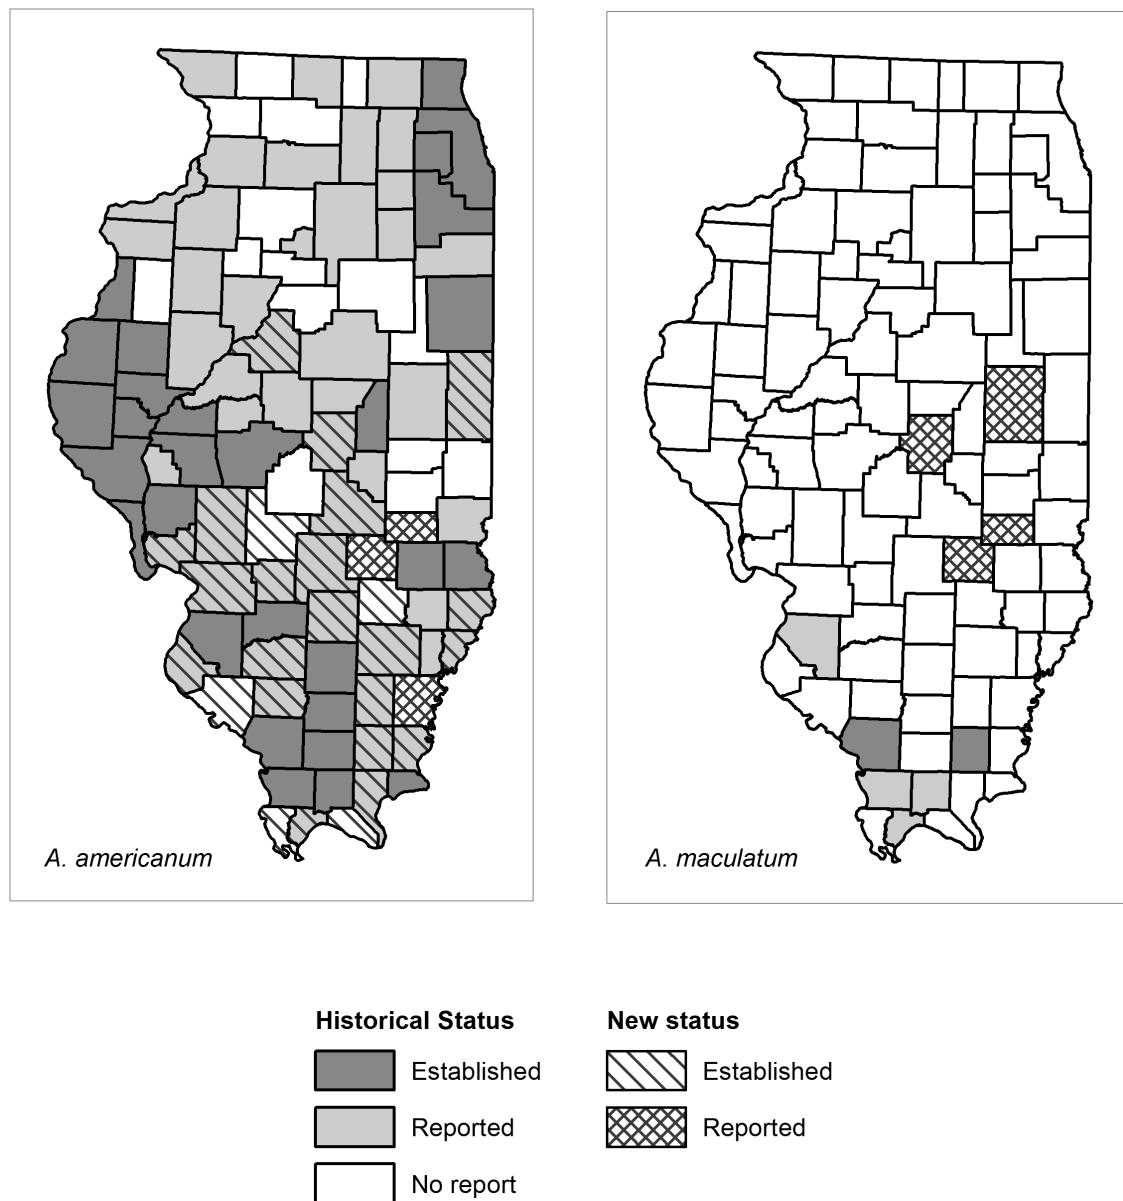 A. americanum
A. maculatum
Historical Status
Established
Reported
No report
New status
Established
Reported